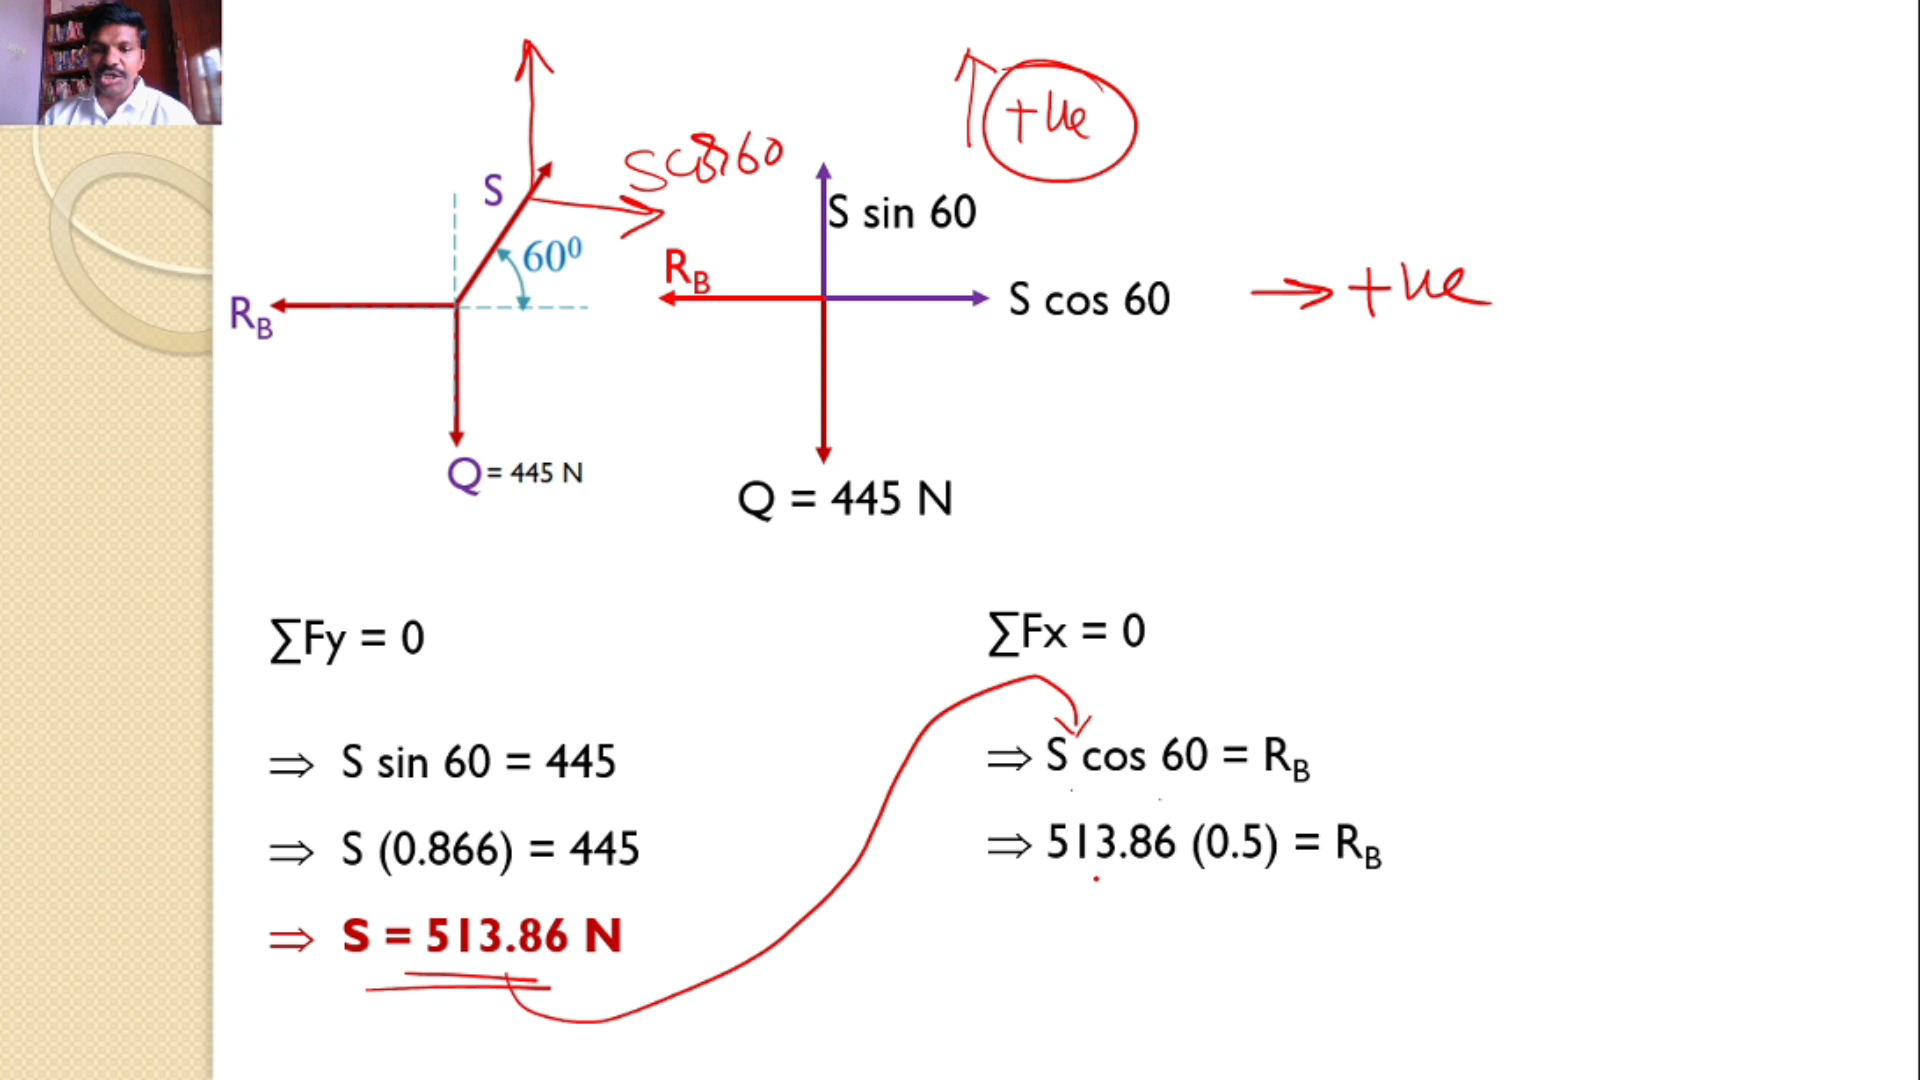 +ve
S cos 60
S
S sin 60
60⁰
R_B
S cos 60
→ +ve
R_B
Q = 445 N
Q = 445 N
∑Fy = 0
∑Fx = 0
⇒ S sin 60 = 445
⇒ S cos 60 = R_B
⇒ S (0.866) = 445
⇒ 513.86 (0.5) = R_B
⇒ S = 513.86 N